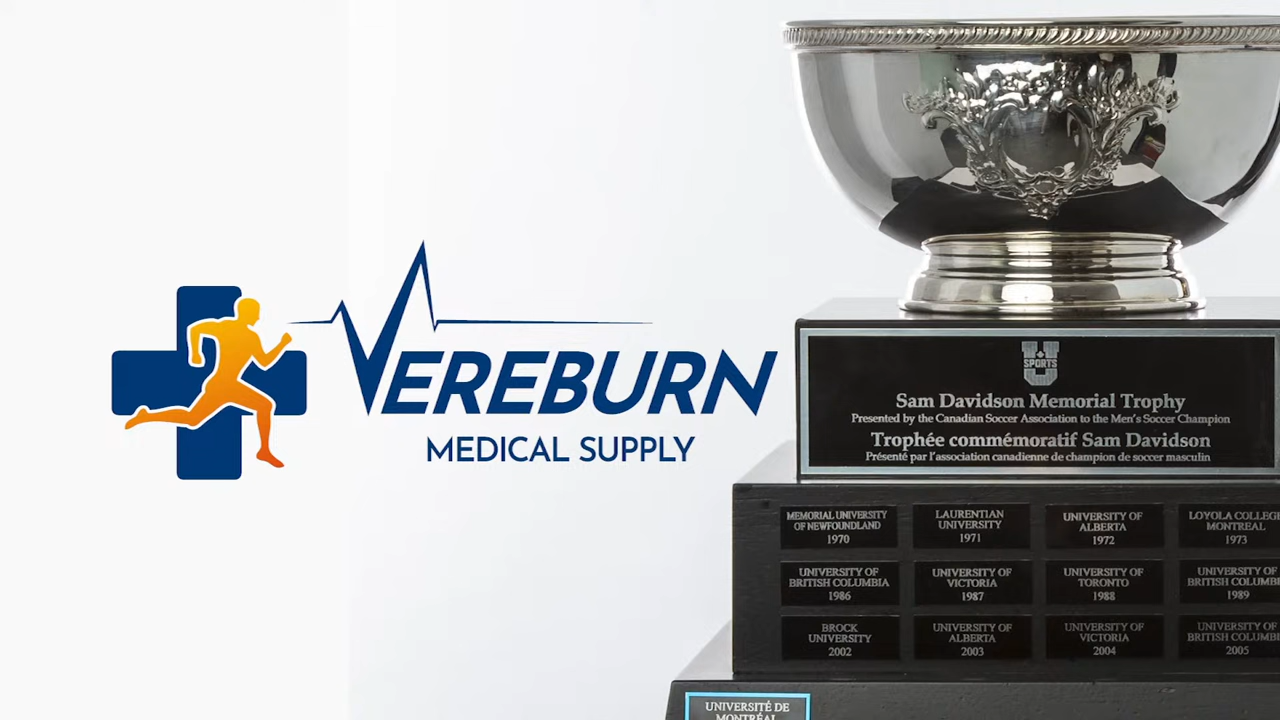 VEREBURN
MEDICAL SUPPLY
U
SPORTS
Sam Davidson Memorial Trophy
Presented by the Canadian Soccer Association to the Men's Soccer Champion
Trophée commémoratif Sam Davidson
Présenté par l'association canadienne de champion de soccer masculin
MEMORIAL UNIVERSITY
OF NEWFOUNDLAND
1970
LAURENTIAN
UNIVERSITY
1971
UNIVERSITY OF
ALBERTA
1972
LOYOLA COLLEGE
MONTREAL
1973
UNIVERSITY OF
BRITISH COLUMBIA
1986
UNIVERSITY OF
VICTORIA
1987
UNIVERSITY OF
TORONTO
1988
UNIVERSITY OF
BRITISH COLUMBI
1989
BROCK
UNIVERSITY
2002
UNIVERSITY OF
ALBERTA
2003
UNIVERSITY OF
VICTORIA
2004
UNIVERSITY OF
BRITISH COLUMBI
2005
UNIVERSITÉ DE
MONTRÉAL